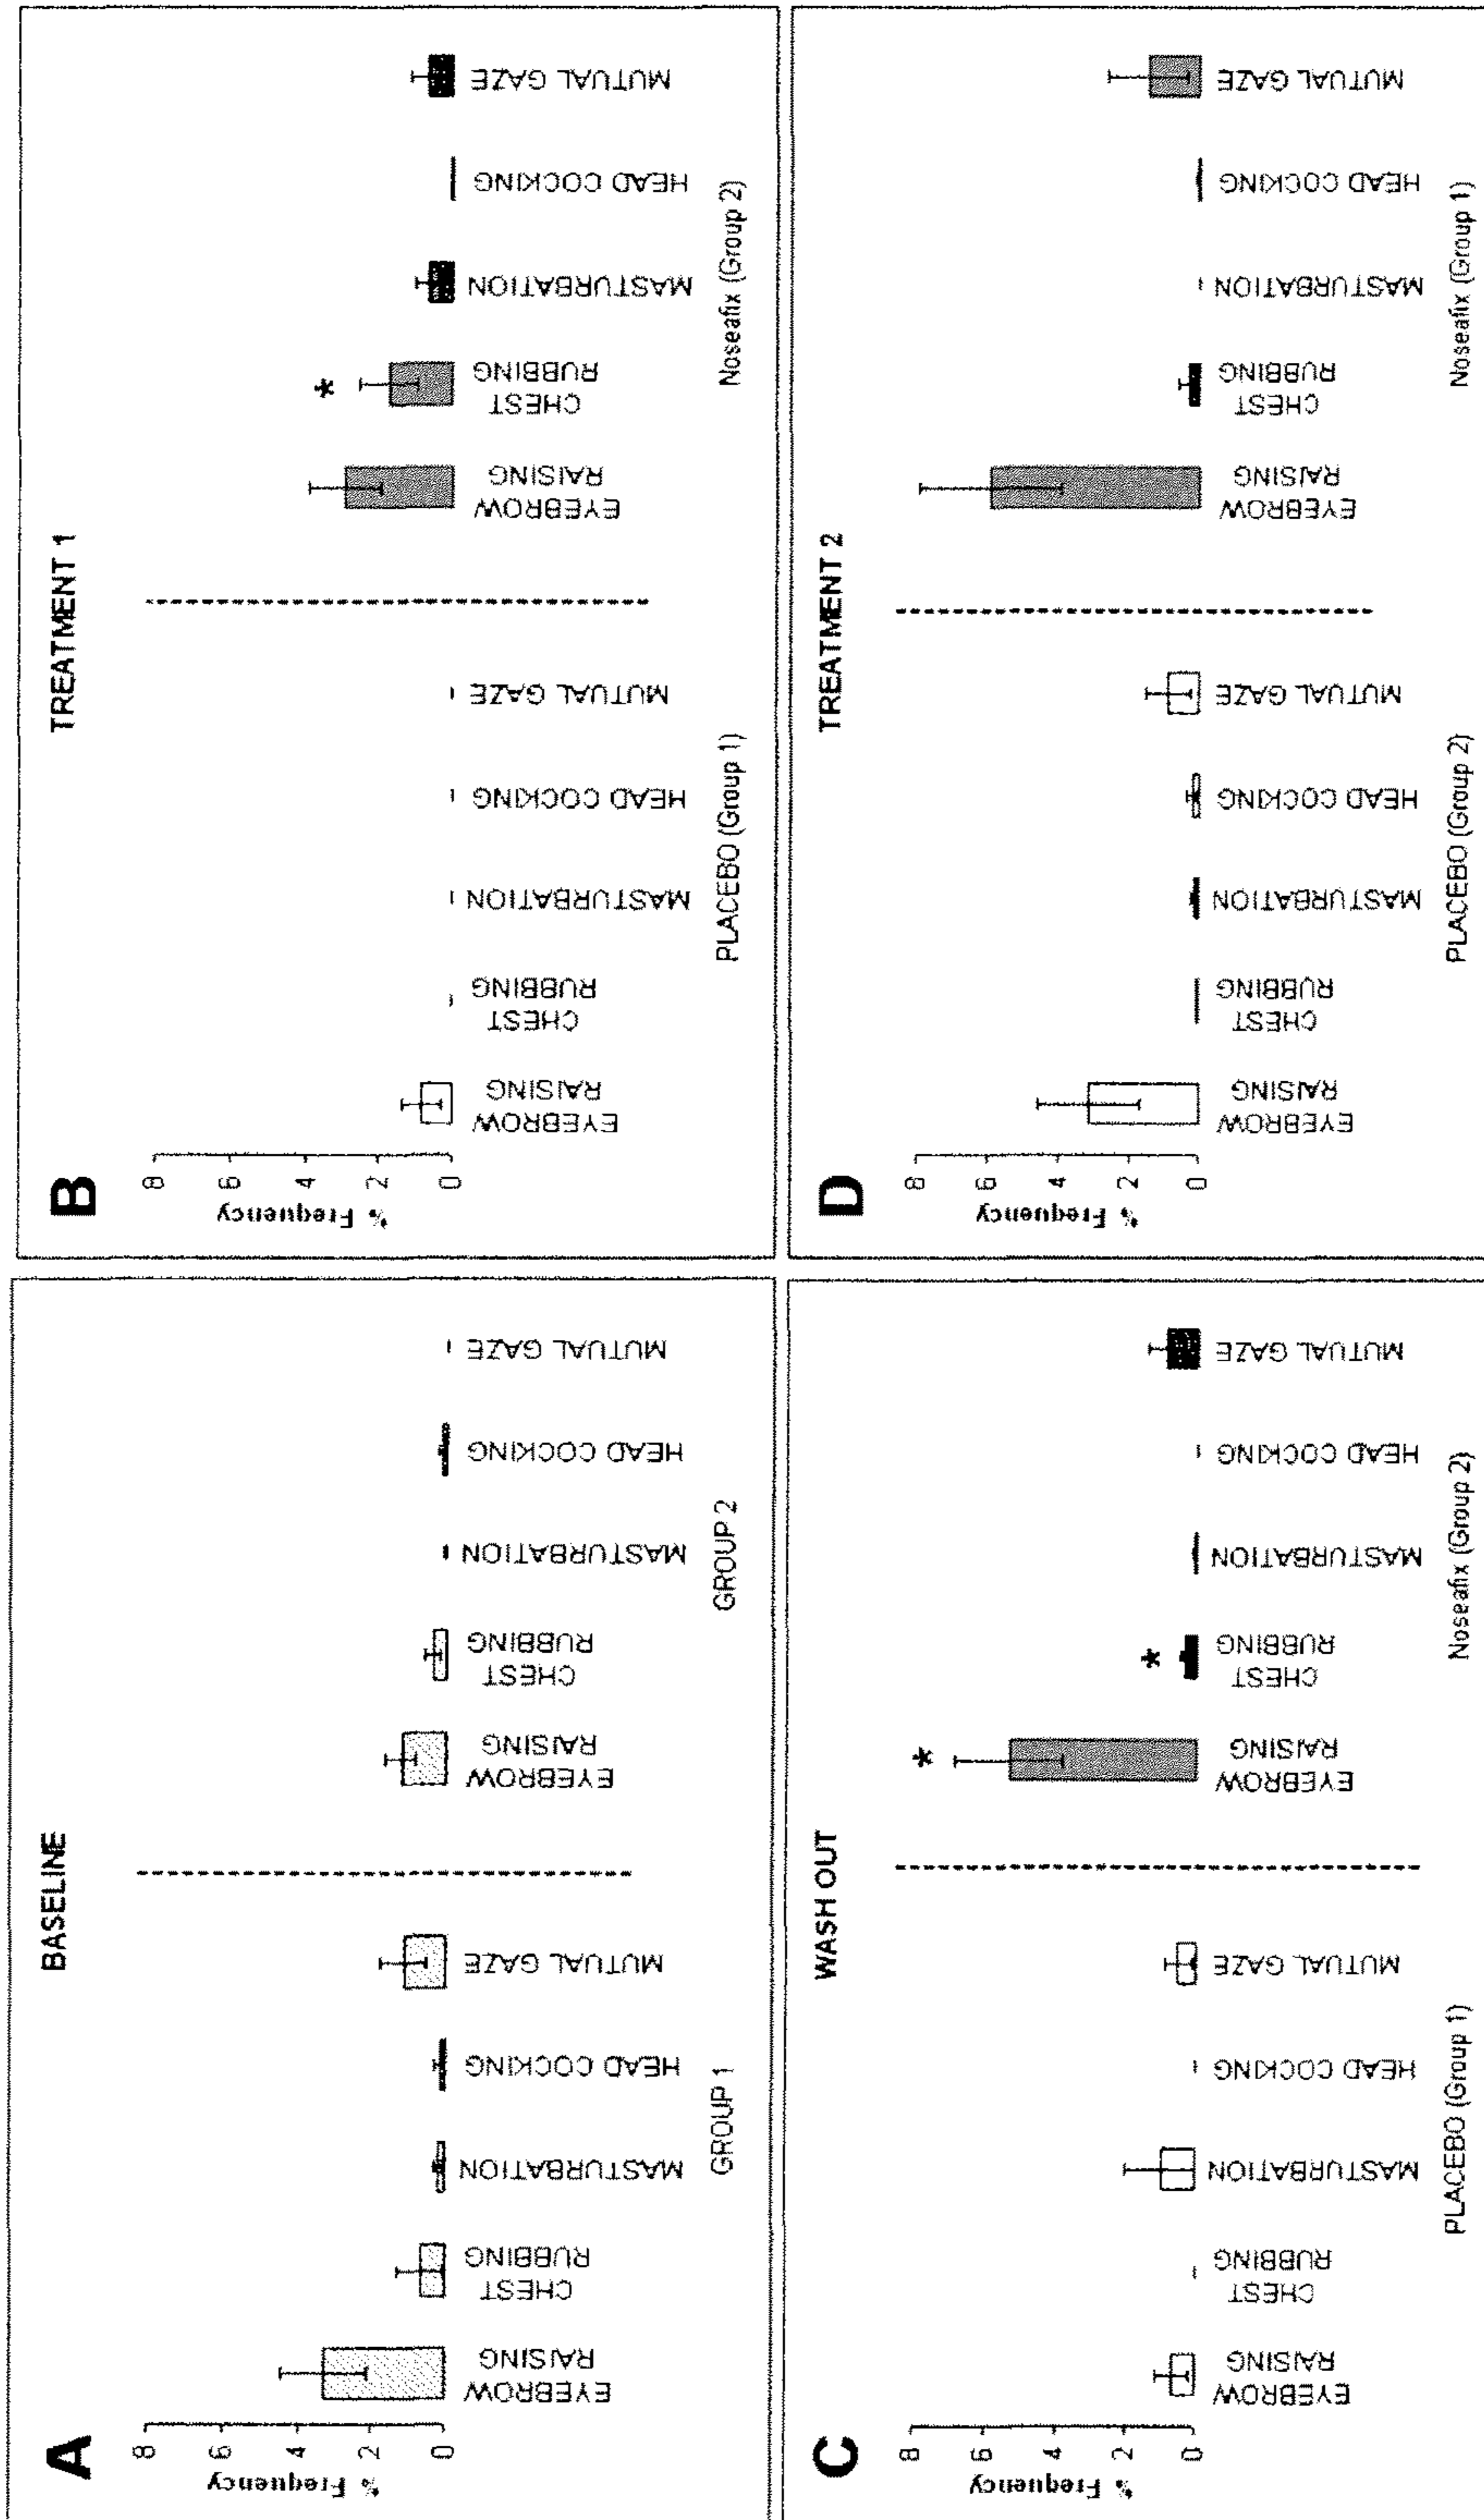 A
BASELINE
% Frequency
8
6
4
2
0
EYEBROW RAISING
CHEST RUBBING
MASTURBATION
HEAD COCKING
MUTUAL GAZE
EYEBROW RAISING
CHEST RUBBING
MASTURBATION
HEAD COCKING
MUTUAL GAZE
GROUP 1
GROUP 2
B
TREATMENT 1
% Frequency
8
6
4
2
0
EYEBROW RAISING
CHEST RUBBING
MASTURBATION
HEAD COCKING
MUTUAL GAZE
*
EYEBROW RAISING
CHEST RUBBING
MASTURBATION
HEAD COCKING
MUTUAL GAZE
PLACEBO (Group 1)
Noseafix (Group 2)
C
WASH OUT
% Frequency
8
6
4
2
0
EYEBROW RAISING
CHEST RUBBING
MASTURBATION
HEAD COCKING
MUTUAL GAZE
*
*
EYEBROW RAISING
CHEST RUBBING
MASTURBATION
HEAD COCKING
MUTUAL GAZE
PLACEBO (Group 1)
Noseafix (Group 2)
D
TREATMENT 2
% Frequency
8
6
4
2
0
EYEBROW RAISING
CHEST RUBBING
MASTURBATION
HEAD COCKING
MUTUAL GAZE
EYEBROW RAISING
CHEST RUBBING
MASTURBATION
HEAD COCKING
MUTUAL GAZE
PLACEBO (Group 2)
Noseafix (Group 1)